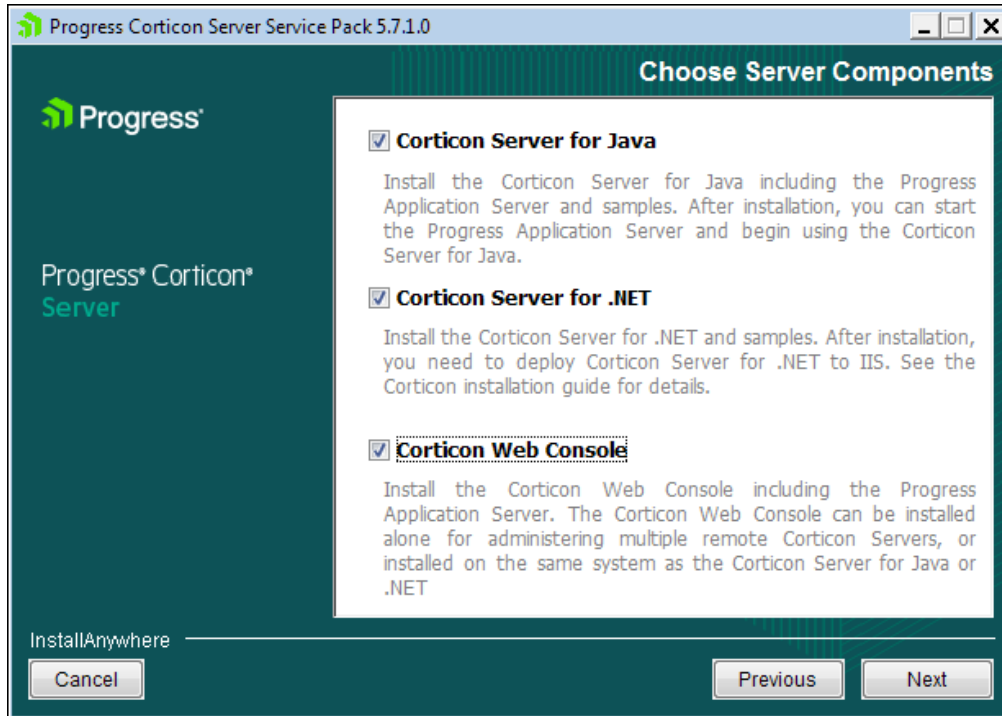 Progress Corticon Server Service Pack 5.7.1.0
Choose Server Components
Progress®
Progress® Corticon®
Server
Corticon Server for Java
Install the Corticon Server for Java including the Progress
Application Server and samples. After installation, you can start
the Progress Application Server and begin using the Corticon
Server for Java.
Corticon Server for .NET
Install the Corticon Server for .NET and samples. After installation,
you need to deploy Corticon Server for .NET to IIS. See the
Corticon installation guide for details.
Corticon Web Console
Install the Corticon Web Console including the Progress
Application Server. The Corticon Web Console can be installed
alone for administering multiple remote Corticon Servers, or
installed on the same system as the Corticon Server for Java or
.NET
InstallAnywhere
Cancel
Previous
Next